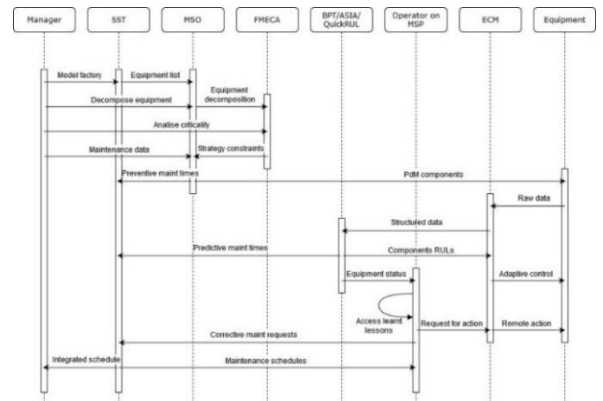 Manager
SST
MSO
FMECA
BPT/ASIA/
QuickRUL
Operator on
MSP
ECM
Equipment
Model factory
Equipment list
Decompose equipment
Equipment
decomposition
Analise criticality
Maintenance data
Strategy constraints
Preventive maint times
PdM components
Raw data
Structured data
Predictive maint times
Components RULs
Equipment status
Adaptive control
Access learnt
lessons
Request for action
Remote action
Corrective maint requests
Integrated schedule
Maintenance schedules